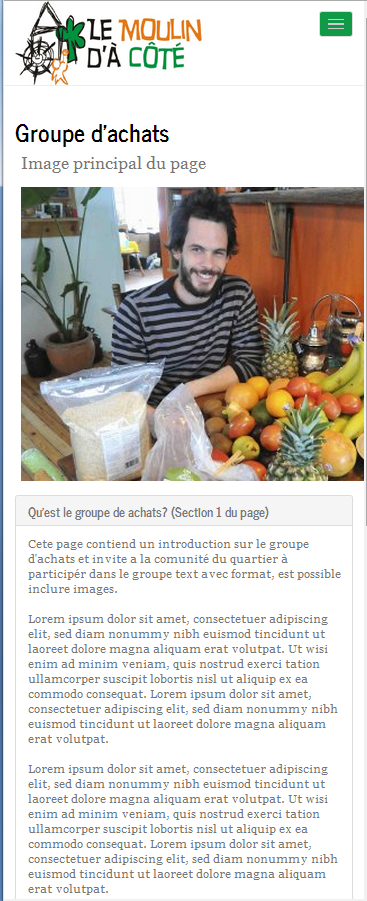 LE MOULIN
D'À CÔTÉ
Groupe d'achats
Image principal du page
Qu'est le groupe de achats? (Section 1 du page)
Cete page contiend un introduction sur le groupe
d'achats et invite a la comunité du quartier à
participér dans le groupe text avec format, est possible
inclure images.
Lorem ipsum dolor sit amet, consectetuer adipiscing
elit, sed diam nonummy nibh euismod tincidunt ut
laoreet dolore magna aliquam erat volutpat. Ut wisi
enim ad minim veniam, quis nostrud exerci tation
ullamcorper suscipit lobortis nisl ut aliquip ex ea
commodo consequat. Lorem ipsum dolor sit amet,
consectetuer adipiscing elit, sed diam nonummy nibh
euismod tincidunt ut laoreet dolore magna aliquam
erat volutpat.
Lorem ipsum dolor sit amet, consectetuer adipiscing
elit, sed diam nonummy nibh euismod tincidunt ut
laoreet dolore magna aliquam erat volutpat. Ut wisi
enim ad minim veniam, quis nostrud exerci tation
ullamcorper suscipit lobortis nisl ut aliquip ex ea
commodo consequat. Lorem ipsum dolor sit amet,
consectetuer adipiscing elit, sed diam nonummy nibh
euismod tincidunt ut laoreet dolore magna aliquam
erat volutpat.